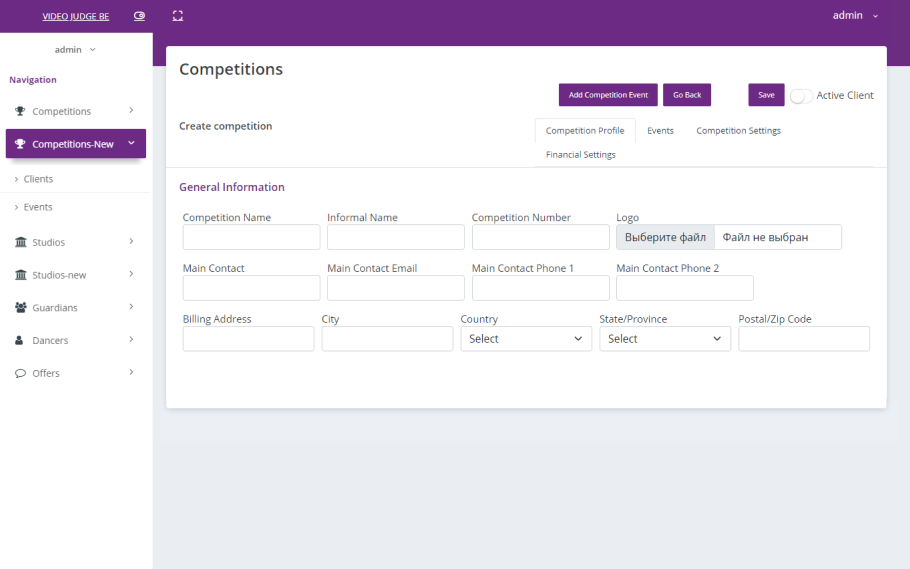 VIDEO JUDGE BE
admin
admin
Navigation
Competitions
Competitions-New
Clients
Events
Studios
Studios-new
Guardians
Dancers
Offers
Competitions
Add Competition Event Go Back Save Active Client
Create competition
Competition Profile Events Competition Settings
Financial Settings
General Information
Competition Name Informal Name Competition Number Logo
Выберите файл Файл не выбран
Main Contact Main Contact Email Main Contact Phone 1 Main Contact Phone 2
Billing Address City Country State/Province Postal/Zip Code
Select Select